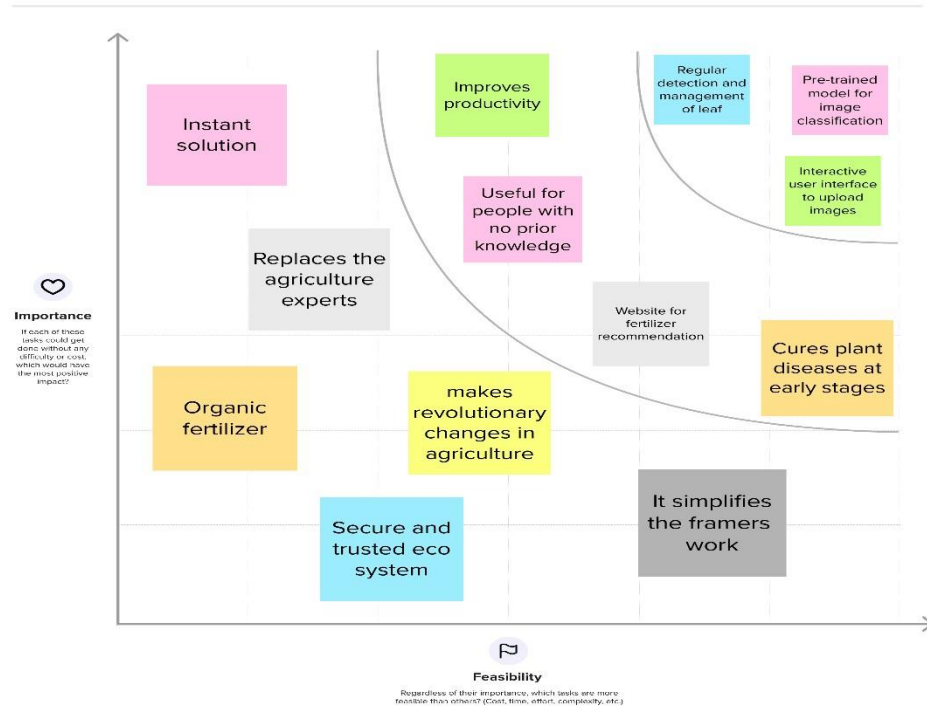 Instant
solution
Improves
productivity
Regular
detection and
management
of leaf
Pre-trained
model for
image
classification
Interactive
user interface
to upload
images
Useful for
people with
no prior
knowledge
Replaces the
agriculture
experts
Website for
fertilizer
recommendation
Cures plant
diseases at
early stages
Importance
If each of these
tasks could get
done without any
difficulty or cost,
which would have
the most positive
impact?
Organic
fertilizer
makes
revolutionary
changes in
agriculture
Secure and
trusted eco
system
It simplifies
the framers
work
Feasibility
Regardless of their importance, which tasks are more
feasible than others? (Cost, time, effort, complexity, etc.)